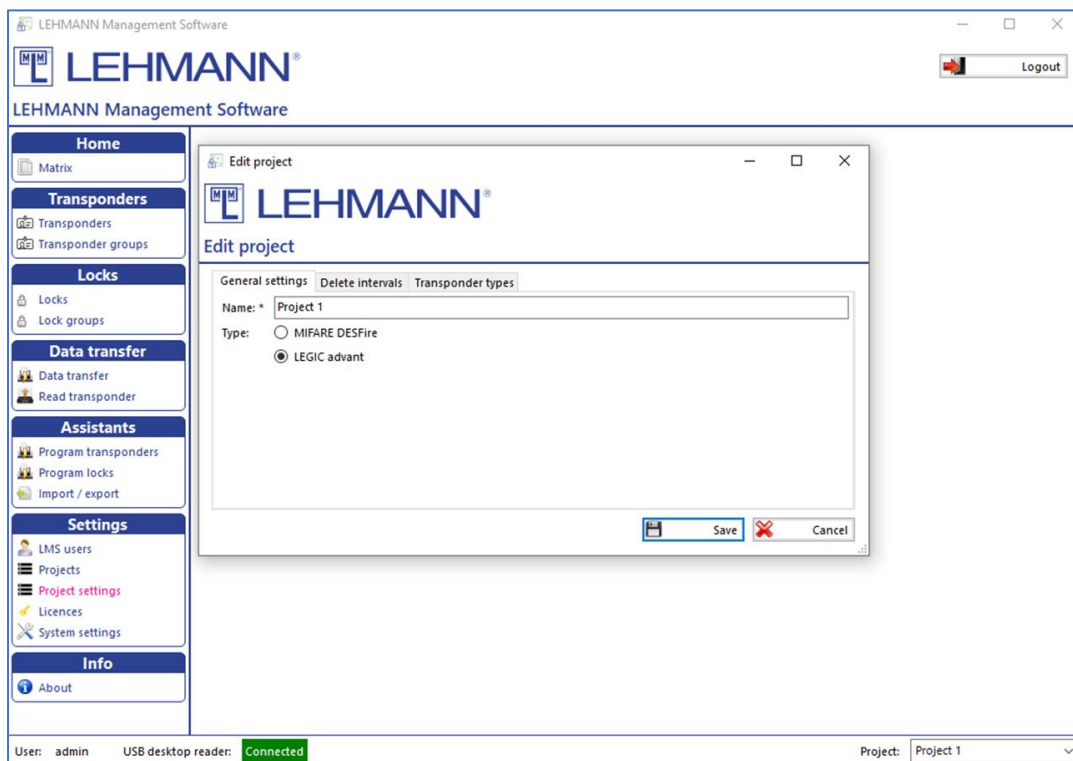 LEHMANN Management Software
MLM LEHMANN®
Logout
LEHMANN Management Software
Home
Matrix
Transponders
Transponders
Transponder groups
Locks
Locks
Lock groups
Data transfer
Data transfer
Read transponder
Assistants
Program transponders
Program locks
Import / export
Settings
LMS users
Projects
Project settings
Licences
System settings
Info
About
Edit project
MLM LEHMANN®
Edit project
General settings Delete intervals Transponder types
Name: * Project 1
Type: MIFARE DESFire
LEGIC advant
Save Cancel
User: admin USB desktop reader: Connected Project: Project 1